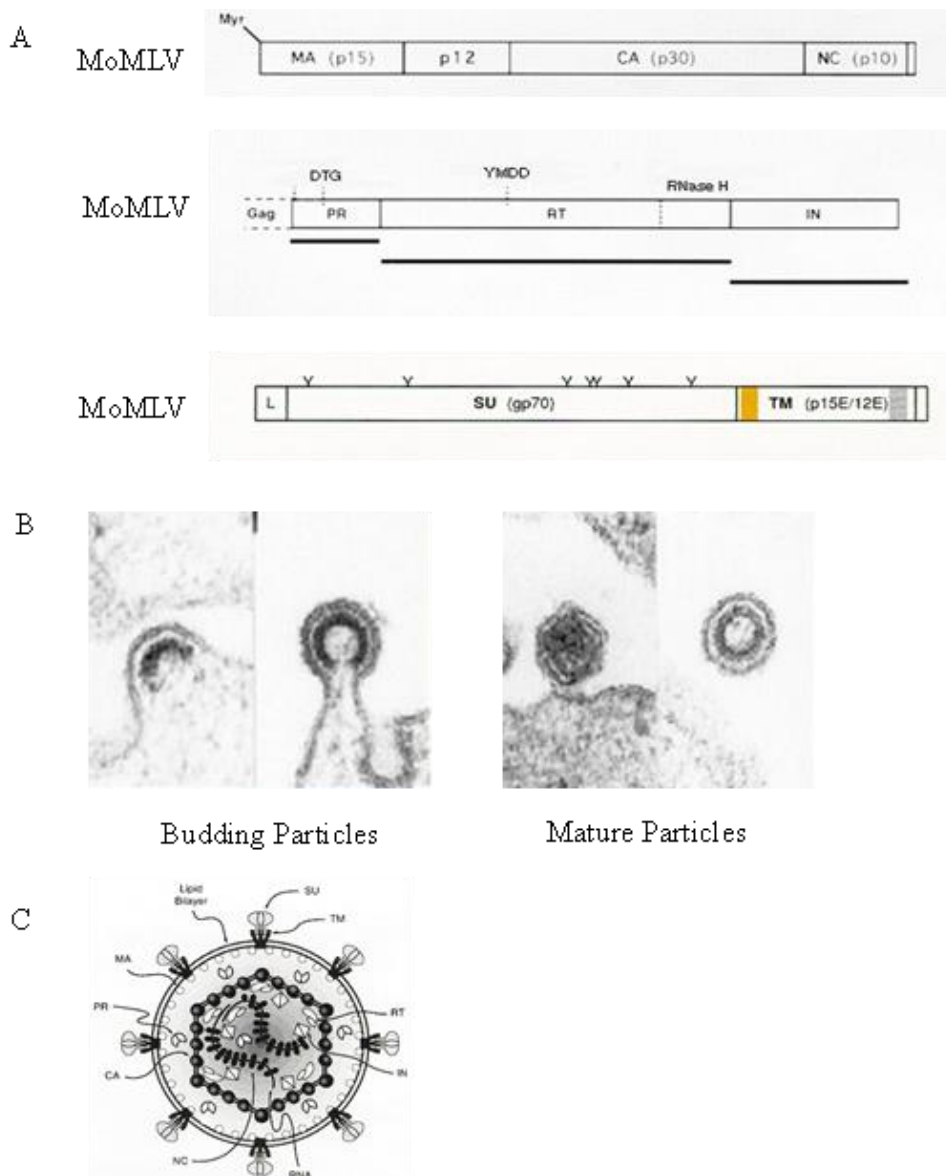 A
Myr
MoMLV
MA (p15) p12 CA (p30) NC (p10)
DTG YMDD RNase H
MoMLV
Gag PR RT IN
MoMLV
L SU (gp70) TM (p15E/12E)
B
Budding Particles Mature Particles
C
Lipid
Bilayer
SU
TM
MA
PR
RT
CA
IN
NC
RNA